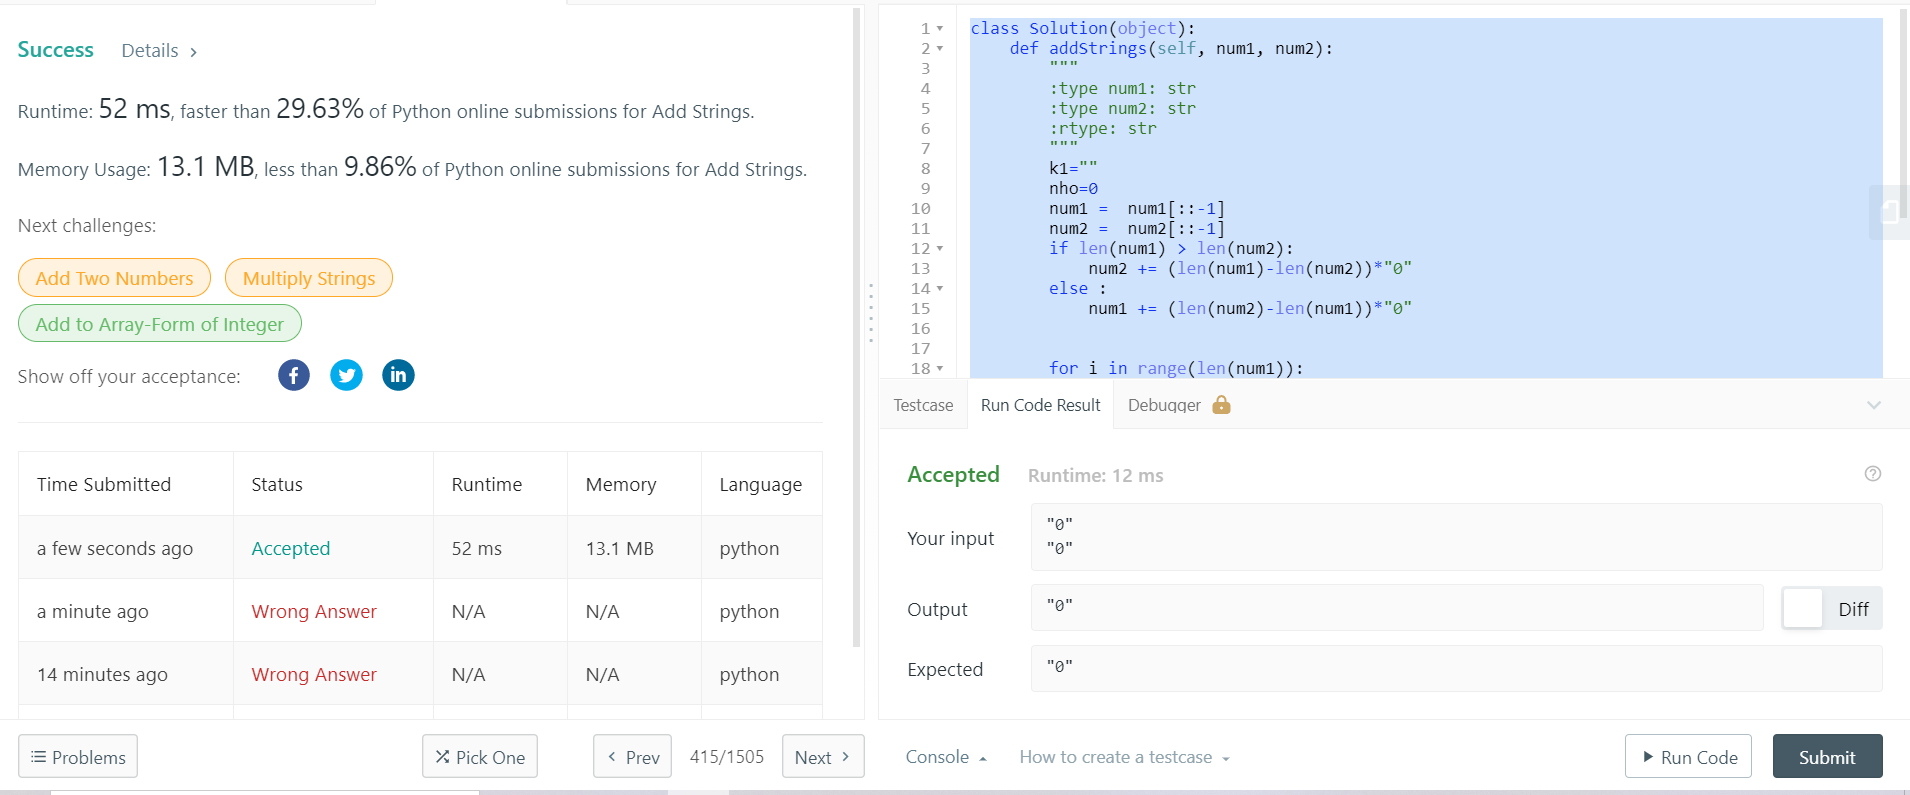 Success Details >
Runtime: 52 ms, faster than 29.63% of Python online submissions for Add Strings.
Memory Usage: 13.1 MB, less than 9.86% of Python online submissions for Add Strings.
Next challenges:
Add Two Numbers Multiply Strings
Add to Array-Form of Integer
Show off your acceptance:
Time Submitted Status Runtime Memory Language
a few seconds ago Accepted 52 ms 13.1 MB python
a minute ago Wrong Answer N/A N/A python
14 minutes ago Wrong Answer N/A N/A python
Problems Pick One < Prev 415/1505 Next >
1 class Solution(object):
2     def addStrings(self, num1, num2):
3         """
4         :type num1: str
5         :type num2: str
6         :rtype: str
7         """
8         k1=""
9         nho=0
10         num1 =  num1[::-1]
11         num2 =  num2[::-1]
12         if len(num1) > len(num2):
13             num2 += (len(num1)-len(num2))*"0"
14         else :
15             num1 += (len(num2)-len(num1))*"0"
16
17
18         for i in range(len(num1)):
Testcase Run Code Result Debugger
Accepted Runtime: 12 ms
Your input
"0"
"0"
Output "0" Diff
Expected "0"
Console How to create a testcase Run Code Submit